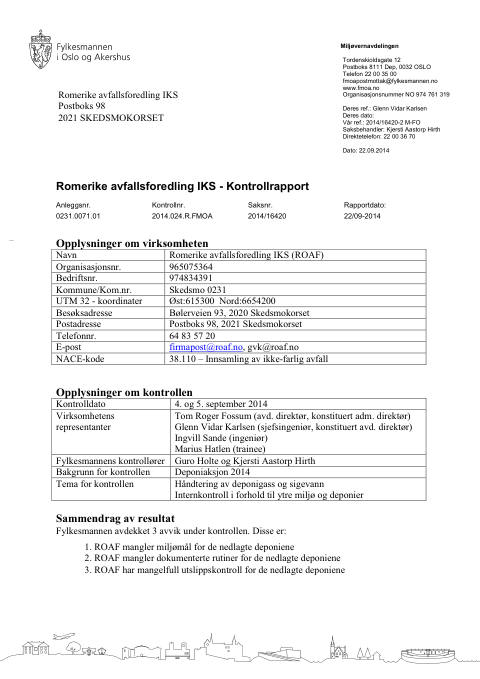 Fylkesmannen
i Oslo og Akershus
Miljøvernavdelingen
Tordenskioldsgate 12
Postboks 8111 Dep, 0032 OSLO
Telefon 22 00 35 00
fmoapostmottak@fylkesmannen.no
www.fmoa.no
Organisasjonsnummer NO 974 761 319
Deres ref.: Glenn Vidar Karlsen
Deres dato:
Vår ref.: 2014/16420-2 M-FO
Saksbehandler: Kjersti Aastorp Hirth
Direktetelefon: 22 00 36 70
Dato: 22.09.2014
Romerike avfallsforedling IKS
Postboks 98
2021 SKEDSMOKORSET
Romerike avfallsforedling IKS - Kontrollrapport
Anleggsnr. Kontrollnr. Saksnr. Rapportdato:
0231.0071.01 2014.024.R.FMOA 2014/16420 22/09-2014
Opplysninger om virksomheten
Navn Romerike avfallsforedling IKS (ROAF)
Organisasjonsnr. 965075364
Bedriftsnr. 974834391
Kommune/Kom.nr. Skedsmo 0231
UTM 32 - koordinater Øst:615300 Nord:6654200
Besøksadresse Bølerveien 93, 2020 Skedsmokorset
Postadresse Postboks 98, 2021 Skedsmokorset
Telefonnr. 64 83 57 20
E-post firmapost@roaf.no, gvk@roaf.no
NACE-kode 38.110 – Innsamling av ikke-farlig avfall
Opplysninger om kontrollen
Kontrolldato 4. og 5. september 2014
Virksomhetens Tom Roger Fossum (avd. direktør, konstituert adm. direktør)
representanter Glenn Vidar Karlsen (sjefsingeniør, konstituert avd. direktør)
Ingvill Sande (ingeniør)
Marius Hatlen (trainee)
Fylkesmannens kontrollører Guro Holte og Kjersti Aastorp Hirth
Bakgrunn for kontrollen Deponiaksjon 2014
Tema for kontrollen Håndtering av deponigass og sigevann
Internkontroll i forhold til ytre miljø og deponier
Sammendrag av resultat
Fylkesmannen avdekket 3 avvik under kontrollen. Disse er:
1. ROAF mangler miljømål for de nedlagte deponiene
2. ROAF mangler dokumenterte rutiner for de nedlagte deponiene
3. ROAF har mangelfull utslippskontroll for de nedlagte deponiene